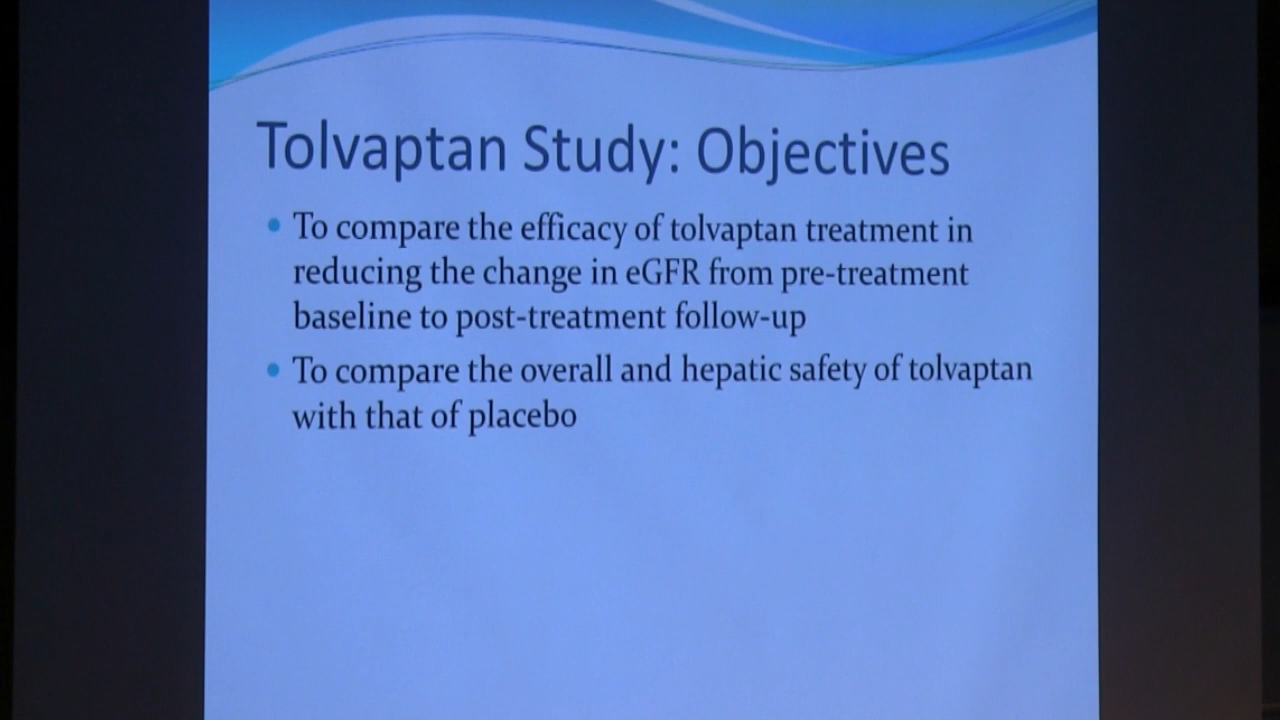 Tolvaptan Study: Objectives
• To compare the efficacy of tolvaptan treatment in
reducing the change in eGFR from pre-treatment
baseline to post-treatment follow-up
• To compare the overall and hepatic safety of tolvaptan
with that of placebo